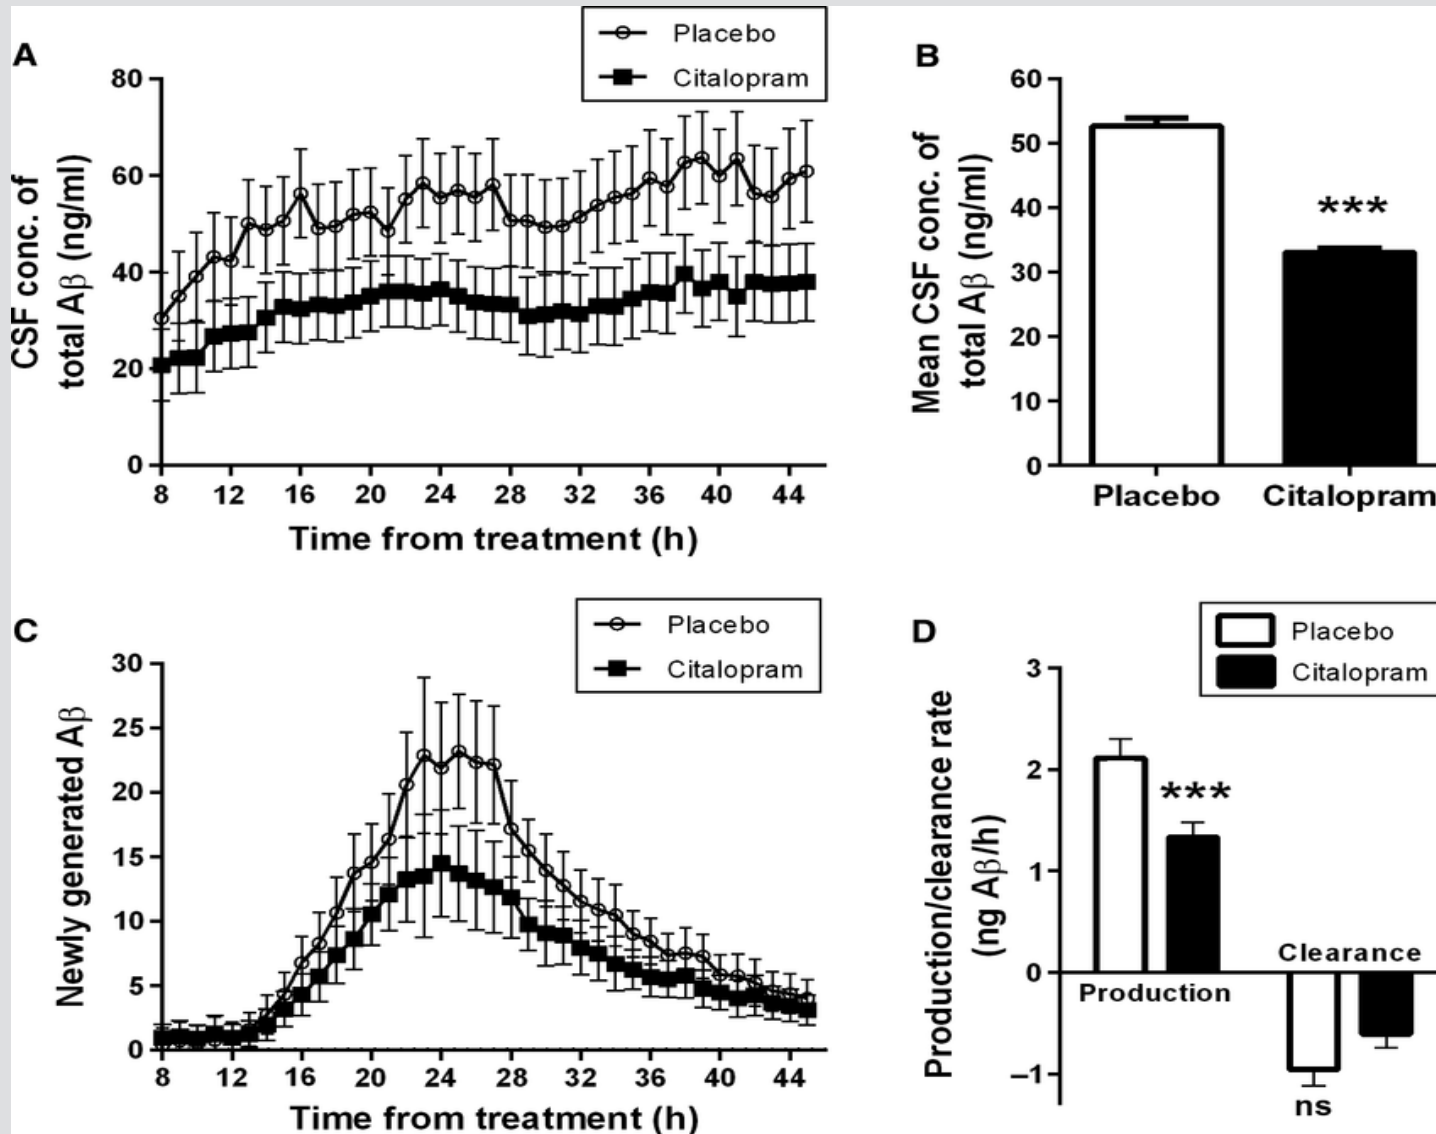 A
Placebo
Citalopram
80
60
40
20
0
CSF conc. of
total Aβ (ng/ml)
8 12 16 20 24 28 32 36 40 44
Time from treatment (h)
B
60
50
40
30
20
10
0
Mean CSF conc. of
total Aβ (ng/ml)
***
Placebo Citalopram
C
Placebo
Citalopram
30
25
20
15
10
5
0
Newly generated Aβ
8 12 16 20 24 28 32 36 40 44
Time from treatment (h)
D
Placebo
Citalopram
3
2
1
0
–1
Production/clearance rate
(ng Aβ/h)
***
Clearance
Production
ns